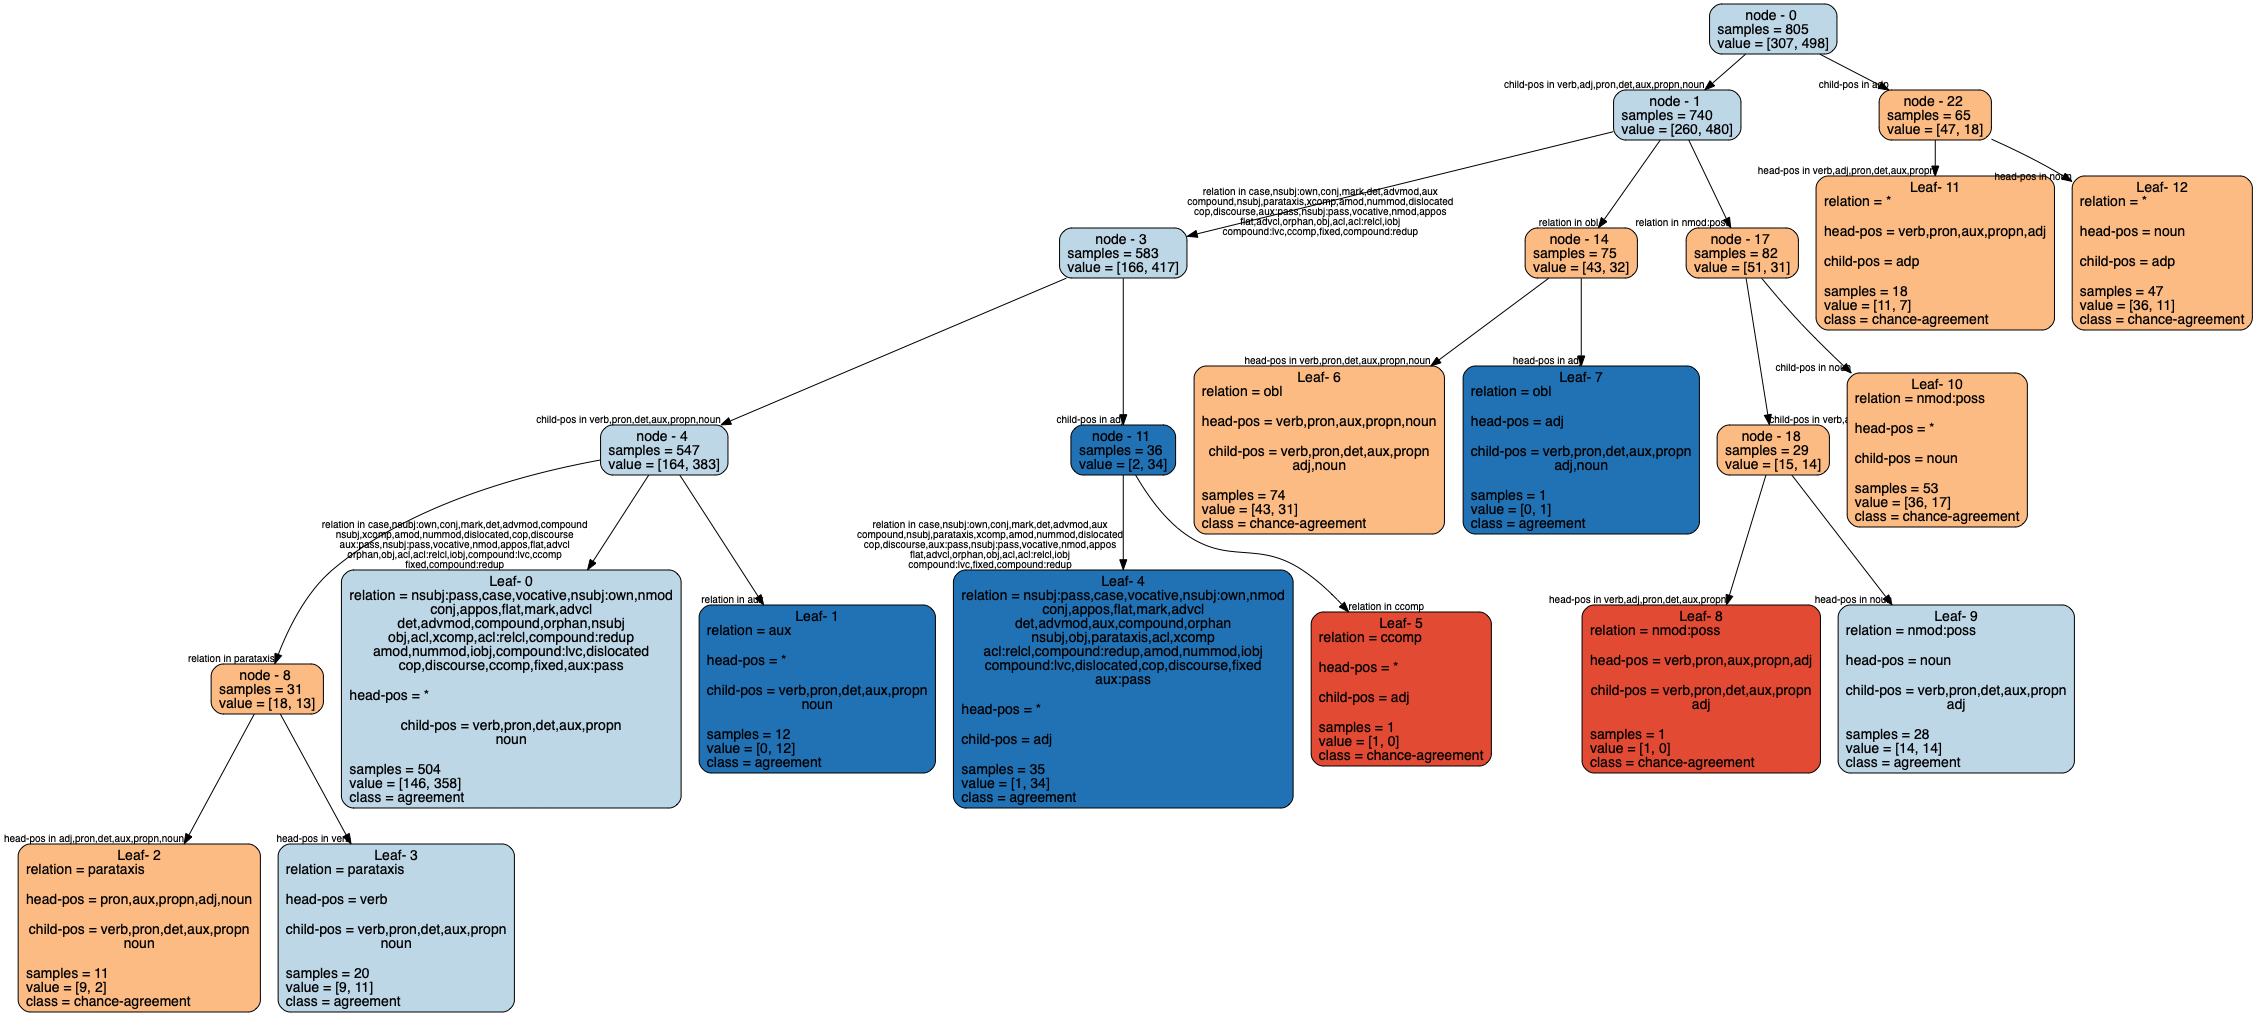 node - 0
samples = 805
value = [307, 498]
child-pos in verb,adj,pron,det,aux,propn,noun
child-pos in adp
node - 1
samples = 740
value = [260, 480]
node - 22
samples = 65
value = [47, 18]
relation in case,nsubj:own,conj,mark,det,advmod,aux
compound,nsubj,parataxis,xcomp,amod,nummod,dislocated
cop,discourse,aux:pass,nsubj:pass,vocative,nmod,appos
flat,advcl,orphan,obj,acl,acl:relcl,iobj
compound:lvc,ccomp,fixed,compound:redup
relation in obl
relation in nmod:poss
head-pos in verb,adj,pron,det,aux,propn
head-pos in noun
node - 3
samples = 583
value = [166, 417]
node - 14
samples = 75
value = [43, 32]
node - 17
samples = 82
value = [51, 31]
Leaf- 11
relation = *
head-pos = verb,pron,aux,propn,adj
child-pos = adp
samples = 18
value = [11, 7]
class = chance-agreement
Leaf- 12
relation = *
head-pos = noun
child-pos = adp
samples = 47
value = [36, 11]
class = chance-agreement
child-pos in verb,pron,det,aux,propn,noun
child-pos in adj
head-pos in verb,pron,det,aux,propn,noun
head-pos in adj
child-pos in verb,
child-pos in noun
node - 4
samples = 547
value = [164, 383]
node - 11
samples = 36
value = [2, 34]
Leaf- 6
relation = obl
head-pos = verb,pron,aux,propn,noun
child-pos = verb,pron,det,aux,propn
adj,noun
samples = 74
value = [43, 31]
class = chance-agreement
Leaf- 7
relation = obl
head-pos = adj
child-pos = verb,pron,det,aux,propn
adj,noun
samples = 1
value = [0, 1]
class = agreement
node - 18
samples = 29
value = [15, 14]
Leaf- 10
relation = nmod:poss
head-pos = *
child-pos = noun
samples = 53
value = [36, 17]
class = chance-agreement
relation in parataxis
relation in case,nsubj:own,conj,mark,det,advmod,compound
nsubj,xcomp,amod,nummod,dislocated,cop,discourse
aux:pass,nsubj:pass,vocative,nmod,appos,flat,advcl
orphan,obj,acl,acl:relcl,iobj,compound:lvc,ccomp
fixed,compound:redup
relation in aux
relation in case,nsubj:own,conj,mark,det,advmod,aux
compound,nsubj,parataxis,xcomp,amod,nummod,dislocated
cop,discourse,aux:pass,nsubj:pass,vocative,nmod,appos
flat,advcl,orphan,obj,acl,acl:relcl,iobj
compound:lvc,fixed,compound:redup
relation in ccomp
head-pos in verb,adj,pron,det,aux,propn
head-pos in noun
node - 8
samples = 31
value = [18, 13]
Leaf- 0
relation = nsubj:pass,case,vocative,nsubj:own,nmod
conj,appos,flat,mark,advcl
det,advmod,compound,orphan,nsubj
obj,acl,xcomp,acl:relcl,compound:redup
amod,nummod,iobj,compound:lvc,dislocated
cop,discourse,ccomp,fixed,aux:pass
head-pos = *
child-pos = verb,pron,det,aux,propn
noun
samples = 504
value = [146, 358]
class = agreement
Leaf- 1
relation = aux
head-pos = *
child-pos = verb,pron,det,aux,propn
noun
samples = 12
value = [0, 12]
class = agreement
Leaf- 4
relation = nsubj:pass,case,vocative,nsubj:own,nmod
conj,appos,flat,mark,advcl
det,advmod,aux,compound,orphan
nsubj,obj,parataxis,acl,xcomp
acl:relcl,compound:redup,amod,nummod,iobj
compound:lvc,dislocated,cop,discourse,fixed
aux:pass
head-pos = *
child-pos = adj
samples = 35
value = [1, 34]
class = agreement
Leaf- 5
relation = ccomp
head-pos = *
child-pos = adj
samples = 1
value = [1, 0]
class = chance-agreement
Leaf- 8
relation = nmod:poss
head-pos = verb,pron,aux,propn,adj
child-pos = verb,pron,det,aux,propn
adj
samples = 1
value = [1, 0]
class = chance-agreement
Leaf- 9
relation = nmod:poss
head-pos = noun
child-pos = verb,pron,det,aux,propn
adj
samples = 28
value = [14, 14]
class = agreement
head-pos in adj,pron,det,aux,propn,noun
head-pos in verb
Leaf- 2
relation = parataxis
head-pos = pron,aux,propn,adj,noun
child-pos = verb,pron,det,aux,propn
noun
samples = 11
value = [9, 2]
class = chance-agreement
Leaf- 3
relation = parataxis
head-pos = verb
child-pos = verb,pron,det,aux,propn
noun
samples = 20
value = [9, 11]
class = agreement